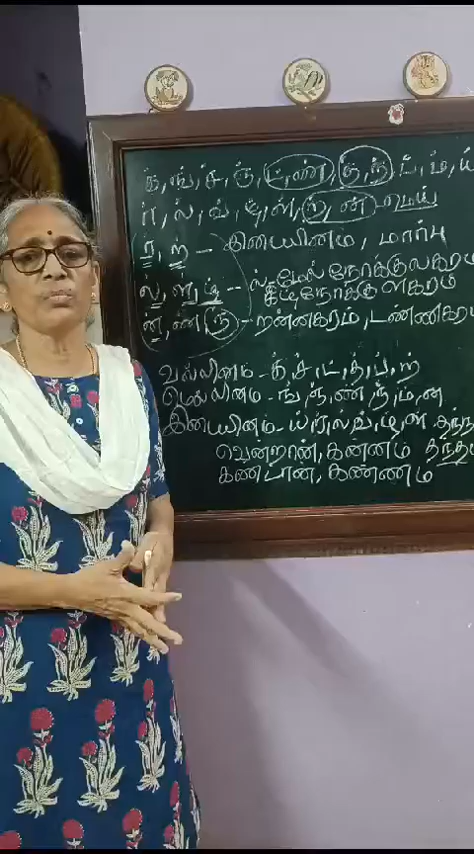 க், ங், ச், ஞ், ட், ண், த், ந், ப், ம், ய்
ர், ல், வ், ழ், ள், ற், ன் - மெய்
ர், ற - இடையினம், மார்பு
ல், ள், ழ் - ல் - மேல் நோக்கு லகரம்
கீழ்நோக்கு ளகரம்
ன், ண், ந் - றன்னகரம், டண்ணகரம்
வல்லினம் - க், ச், ட், த், ப், ற்
மெல்லினம் - ங், ஞ், ண், ந், ம், ன்
இடையினம் - ய், ர், ல், வ், ழ், ள்
வென்றான், கன்னம்
கண்டான், கண்ணம்